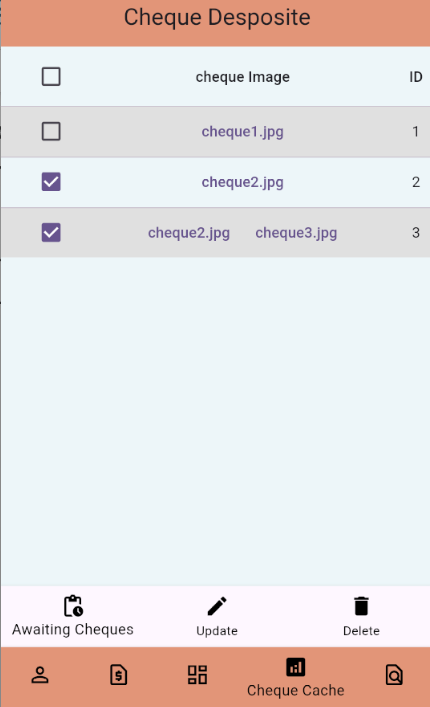 Cheque Desposite
cheque Image ID
cheque1.jpg 1
cheque2.jpg 2
cheque2.jpg cheque3.jpg 3
Awaiting Cheques Update Delete
Cheque Cache